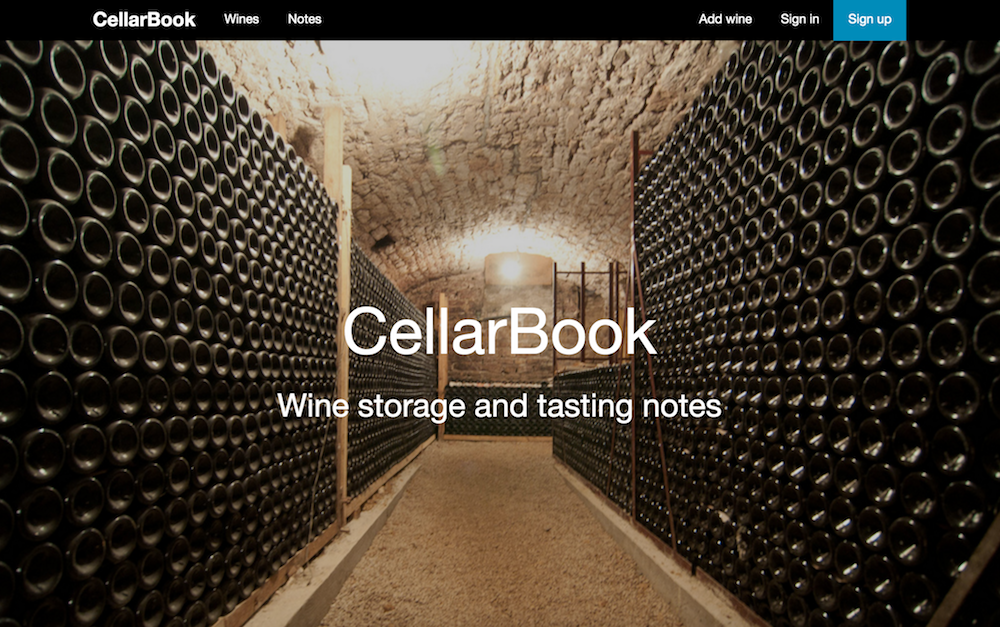 CellarBook Wines Notes Add wine Sign in Sign up
CellarBook
Wine storage and tasting notes